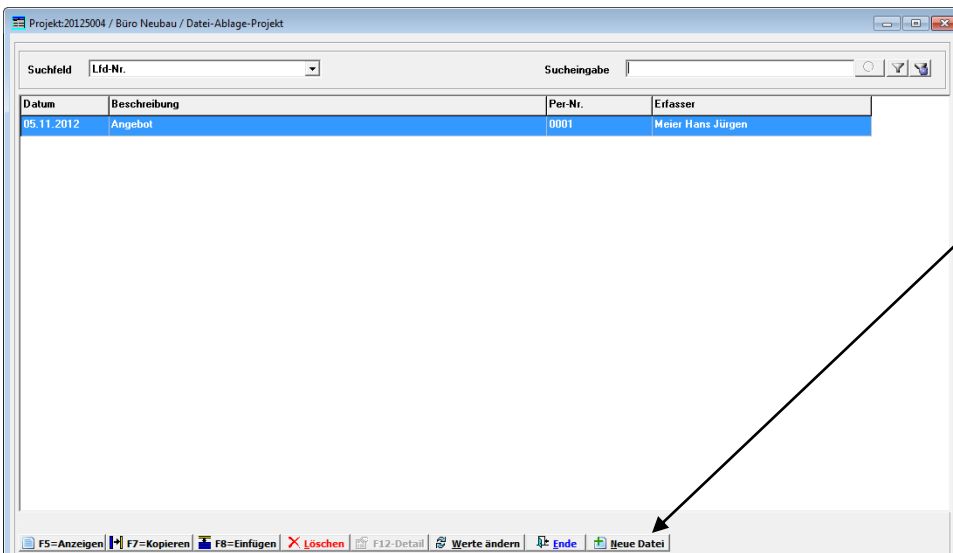 Projekt:20125004 / Büro Neubau / Datei-Ablage-Projekt
Suchfeld Lfd-Nr. Sucheingabe
Datum Beschreibung Per-Nr. Erfasser
05.11.2012 Angebot 0001 Meier Hans Jürgen
F5=Anzeigen F7=Kopieren F8=Einfügen Löschen F12-Detail Werte ändern Ende Neue Datei